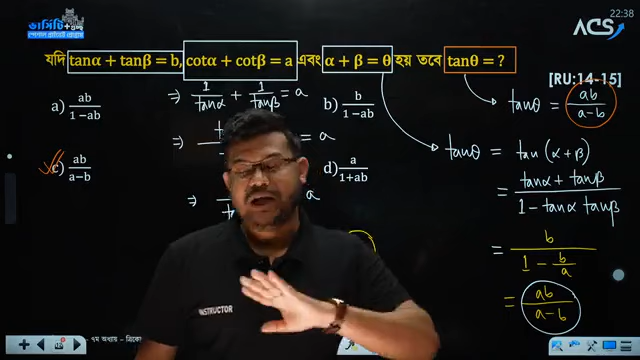 ভার্সিটি
স্পেশাল প্রাইভেট প্রোগ্রাম
22:38
ACS
যদি tanα + tanβ = b, cotα + cotβ = a এবং α + β = θ হয় তবে tanθ = ?
[RU:14-15]
a) ab/(1−ab)
b) b/(1−ab)
c) ab/(a−b)
d) a/(1+ab)
⇒ 1/tanα + 1/tanβ = a
= a
⇒
a
tanθ = ab/(a−b)
tanθ = tan(α+β)
= (tanα + tanβ)/(1 − tanα tanβ)
= b/(1 − b/a)
= ab/(a−b)
INSTRUCTOR